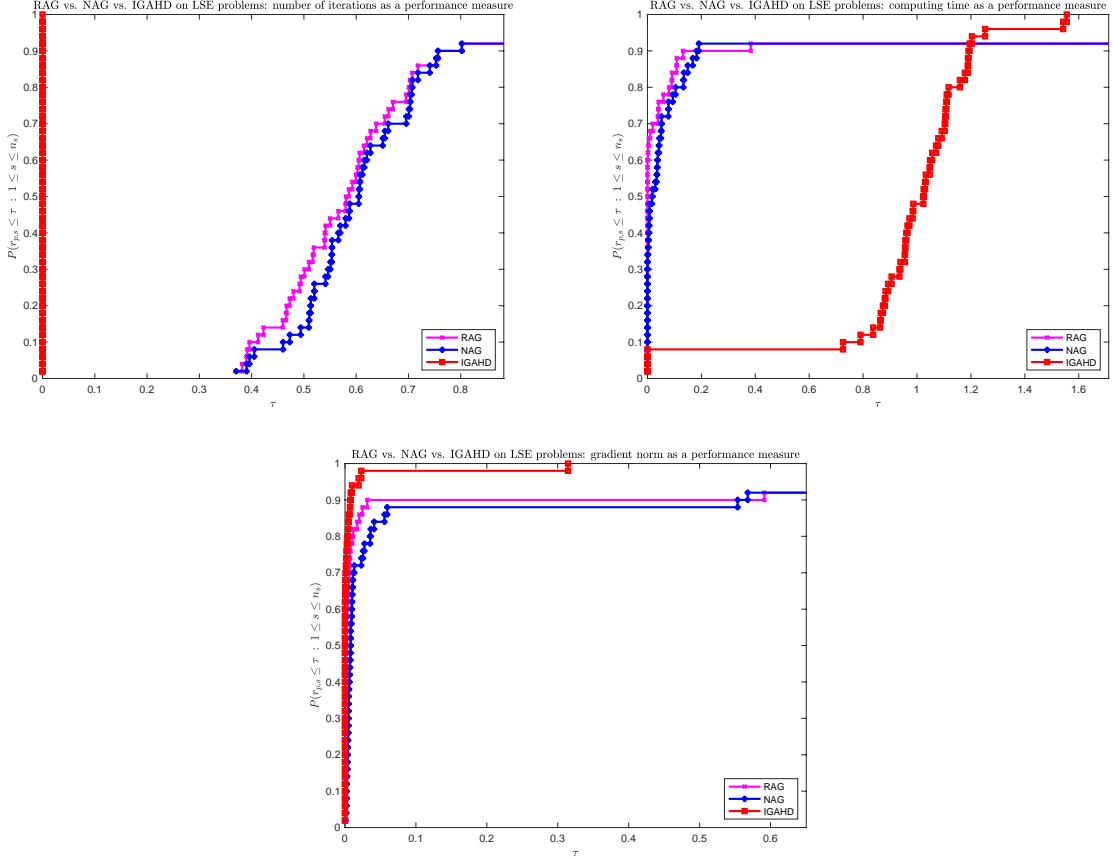 RAG vs. NAG vs. IGAHD on LSE problems: number of iterations as a performance measure
P(r_{p,s} ≤ τ : 1 ≤ s ≤ n_s)
1
0.9
0.8
0.7
0.6
0.5
0.4
0.3
0.2
0.1
0
0 0.1 0.2 0.3 0.4 0.5 0.6 0.7 0.8
τ
RAG
NAG
IGAHD
RAG vs. NAG vs. IGAHD on LSE problems: computing time as a performance measure
P(r_{p,s} ≤ τ : 1 ≤ s ≤ n_s)
1
0.9
0.8
0.7
0.6
0.5
0.4
0.3
0.2
0.1
0
0 0.2 0.4 0.6 0.8 1 1.2 1.4 1.6
τ
RAG
NAG
IGAHD
RAG vs. NAG vs. IGAHD on LSE problems: gradient norm as a performance measure
P(r_{p,s} ≤ τ : 1 ≤ s ≤ n_s)
1
0.9
0.8
0.7
0.6
0.5
0.4
0.3
0.2
0.1
0
0 0.1 0.2 0.3 0.4 0.5 0.6
τ
RAG
NAG
IGAHD